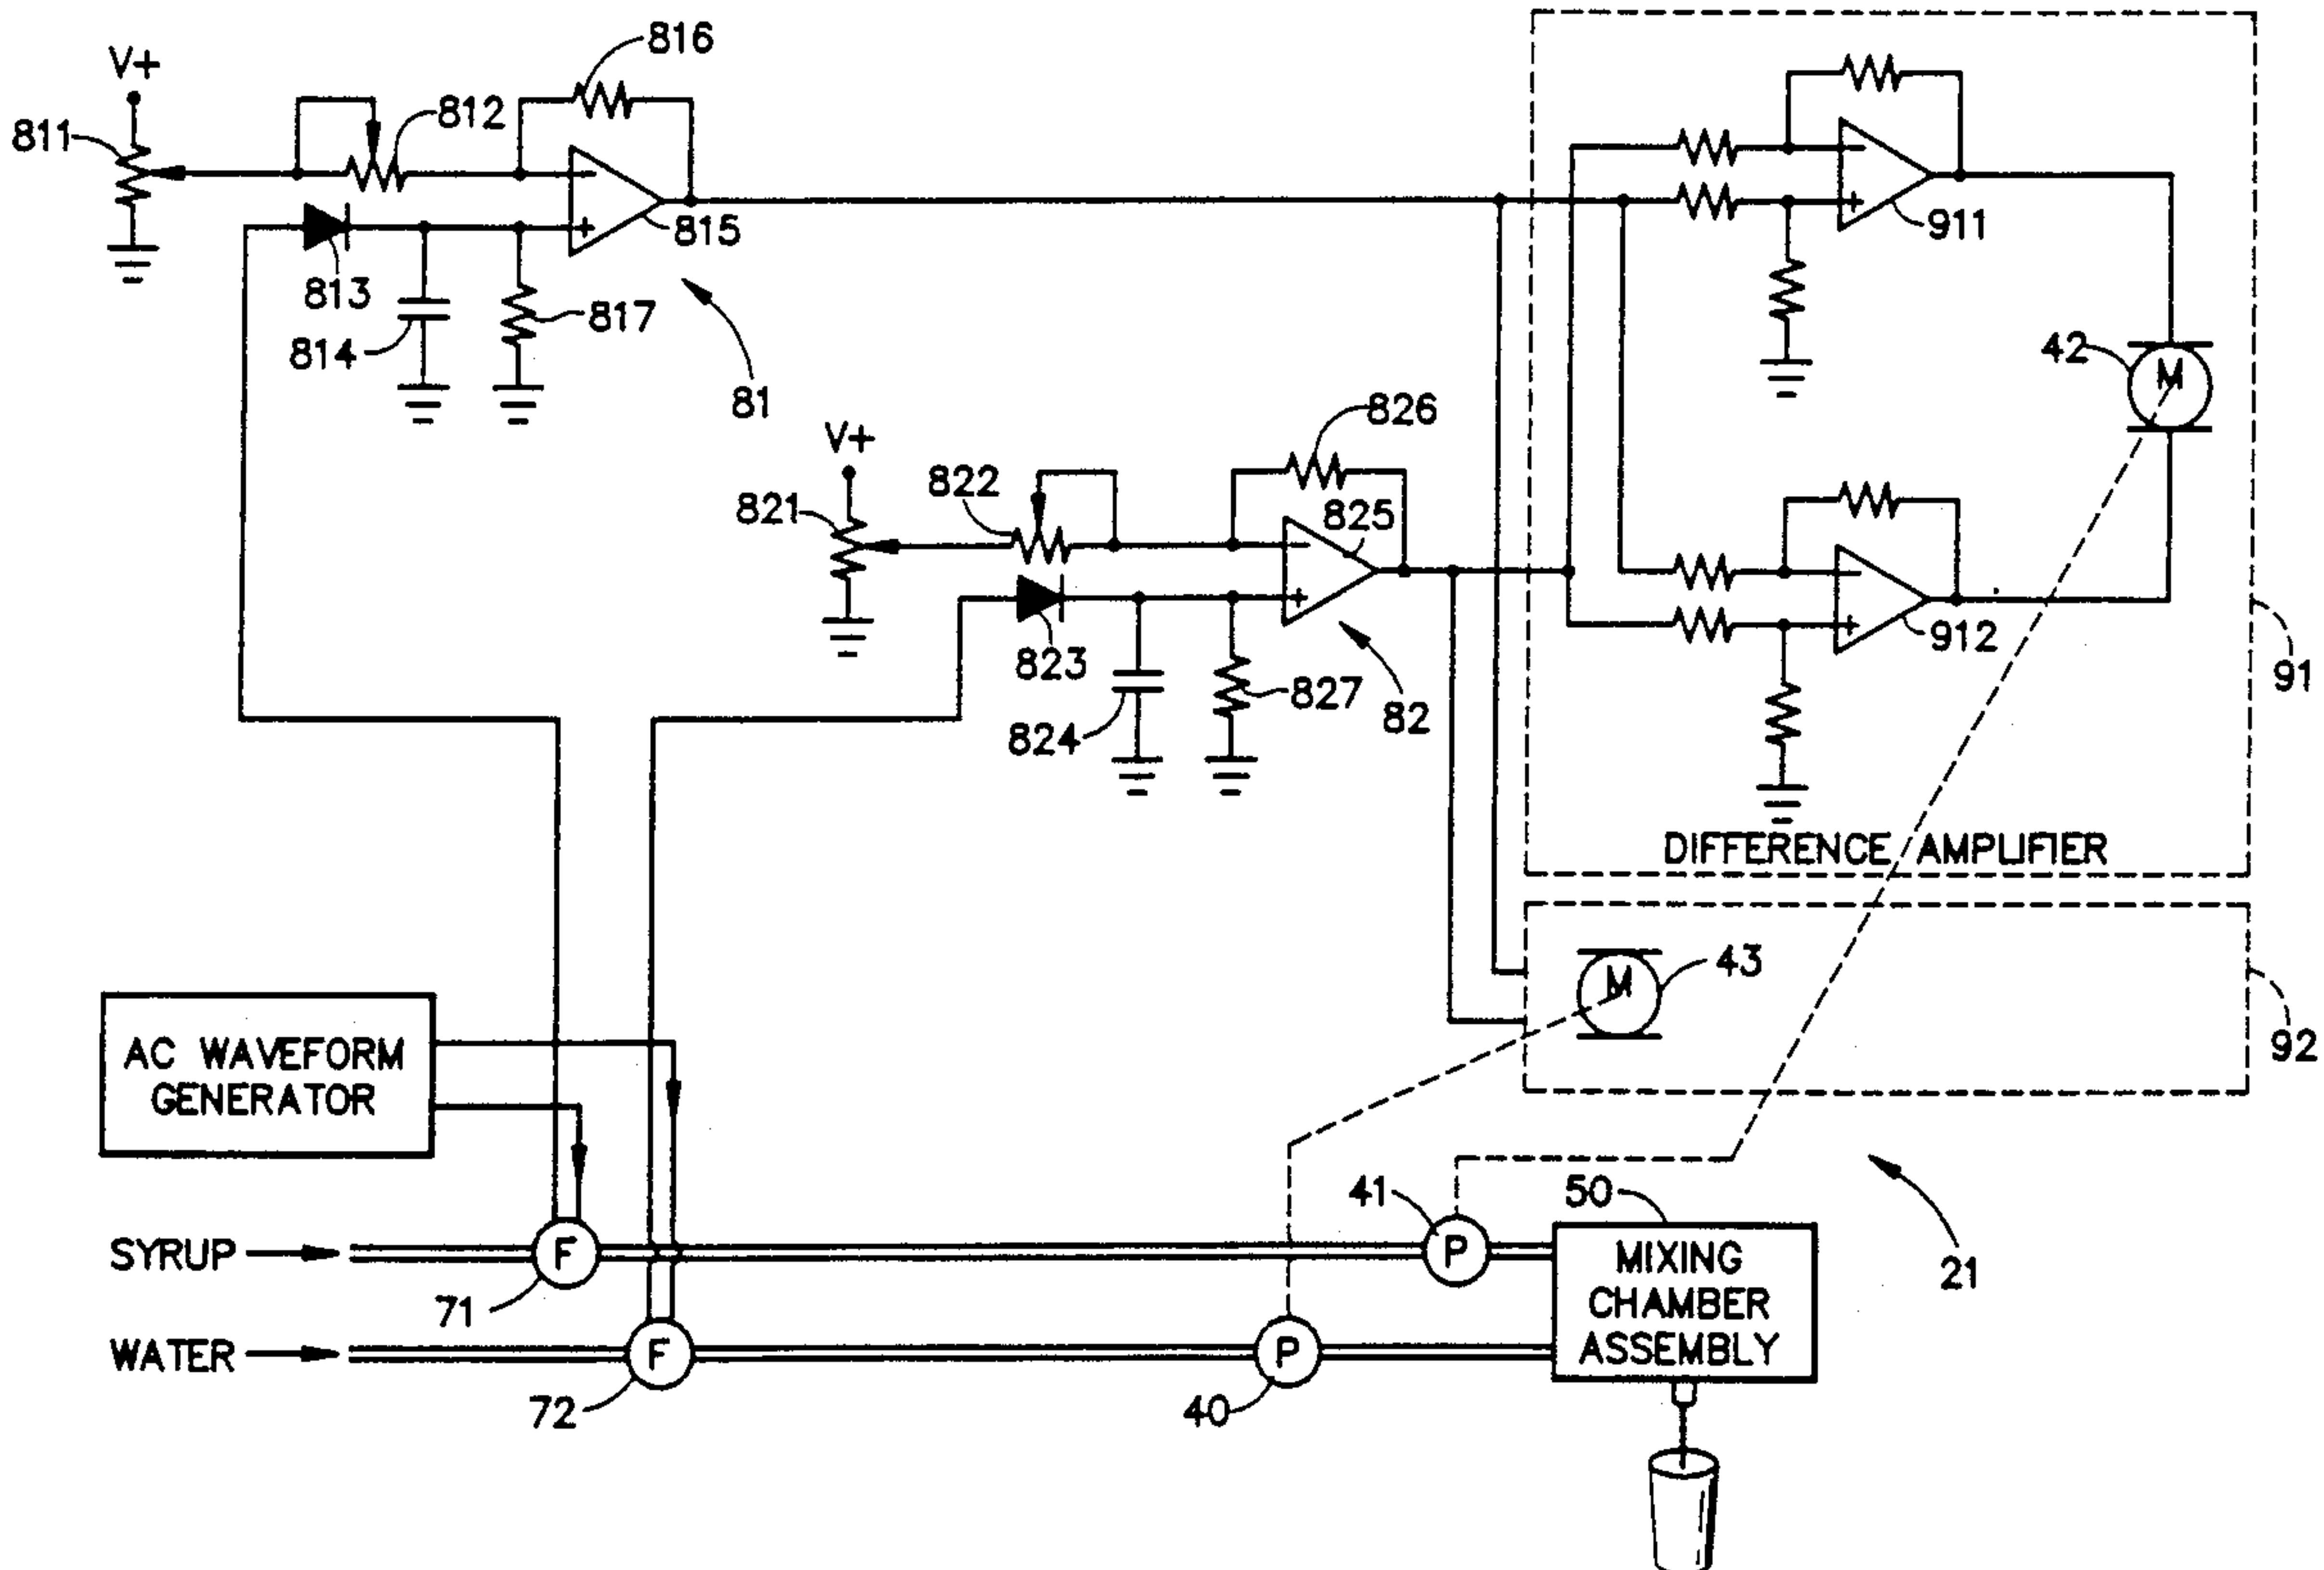 V+
811
812
816
−
+
815
813
814
817
81
V+
821
822
826
825
−
+
823
824
827
82
−
+
911
42
M
−
+
912
91
DIFFERENCE AMPLIFIER
M
43
92
AC WAVEFORM
GENERATOR
SYRUP
F
71
41
P
50
MIXING
CHAMBER
ASSEMBLY
21
WATER
F
72
P
40